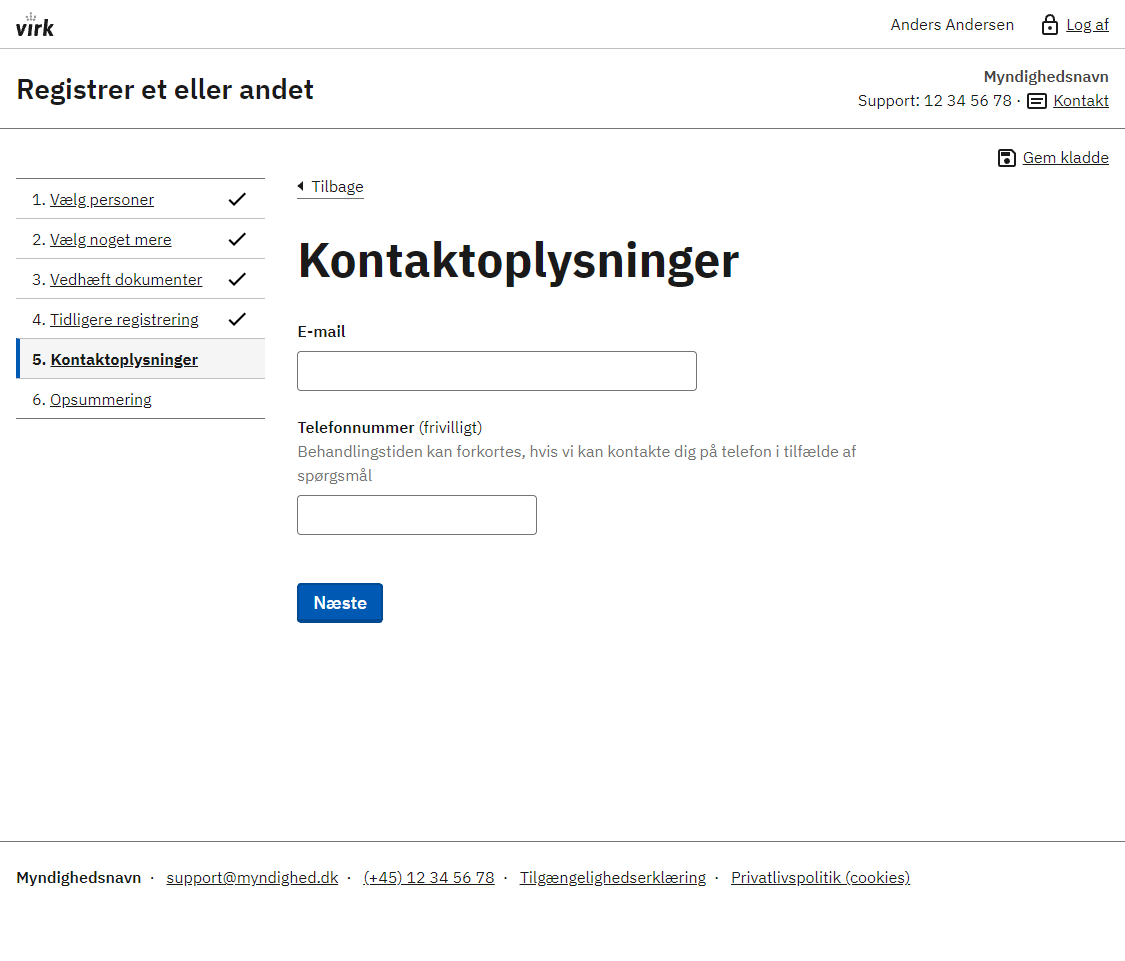 virk
Anders Andersen Log af
Registrer et eller andet
Myndighedsnavn
Support: 12 34 56 78 · Kontakt
Gem kladde
1. Vælg personer
2. Vælg noget mere
3. Vedhæft dokumenter
4. Tidligere registrering
5. Kontaktoplysninger
6. Opsummering
Tilbage
Kontaktoplysninger
E-mail
Telefonnummer (frivilligt)
Behandlingstiden kan forkortes, hvis vi kan kontakte dig på telefon i tilfælde af
spørgsmål
Næste
Myndighedsnavn · support@myndighed.dk · (+45) 12 34 56 78 · Tilgængelighedserklæring · Privatlivspolitik (cookies)